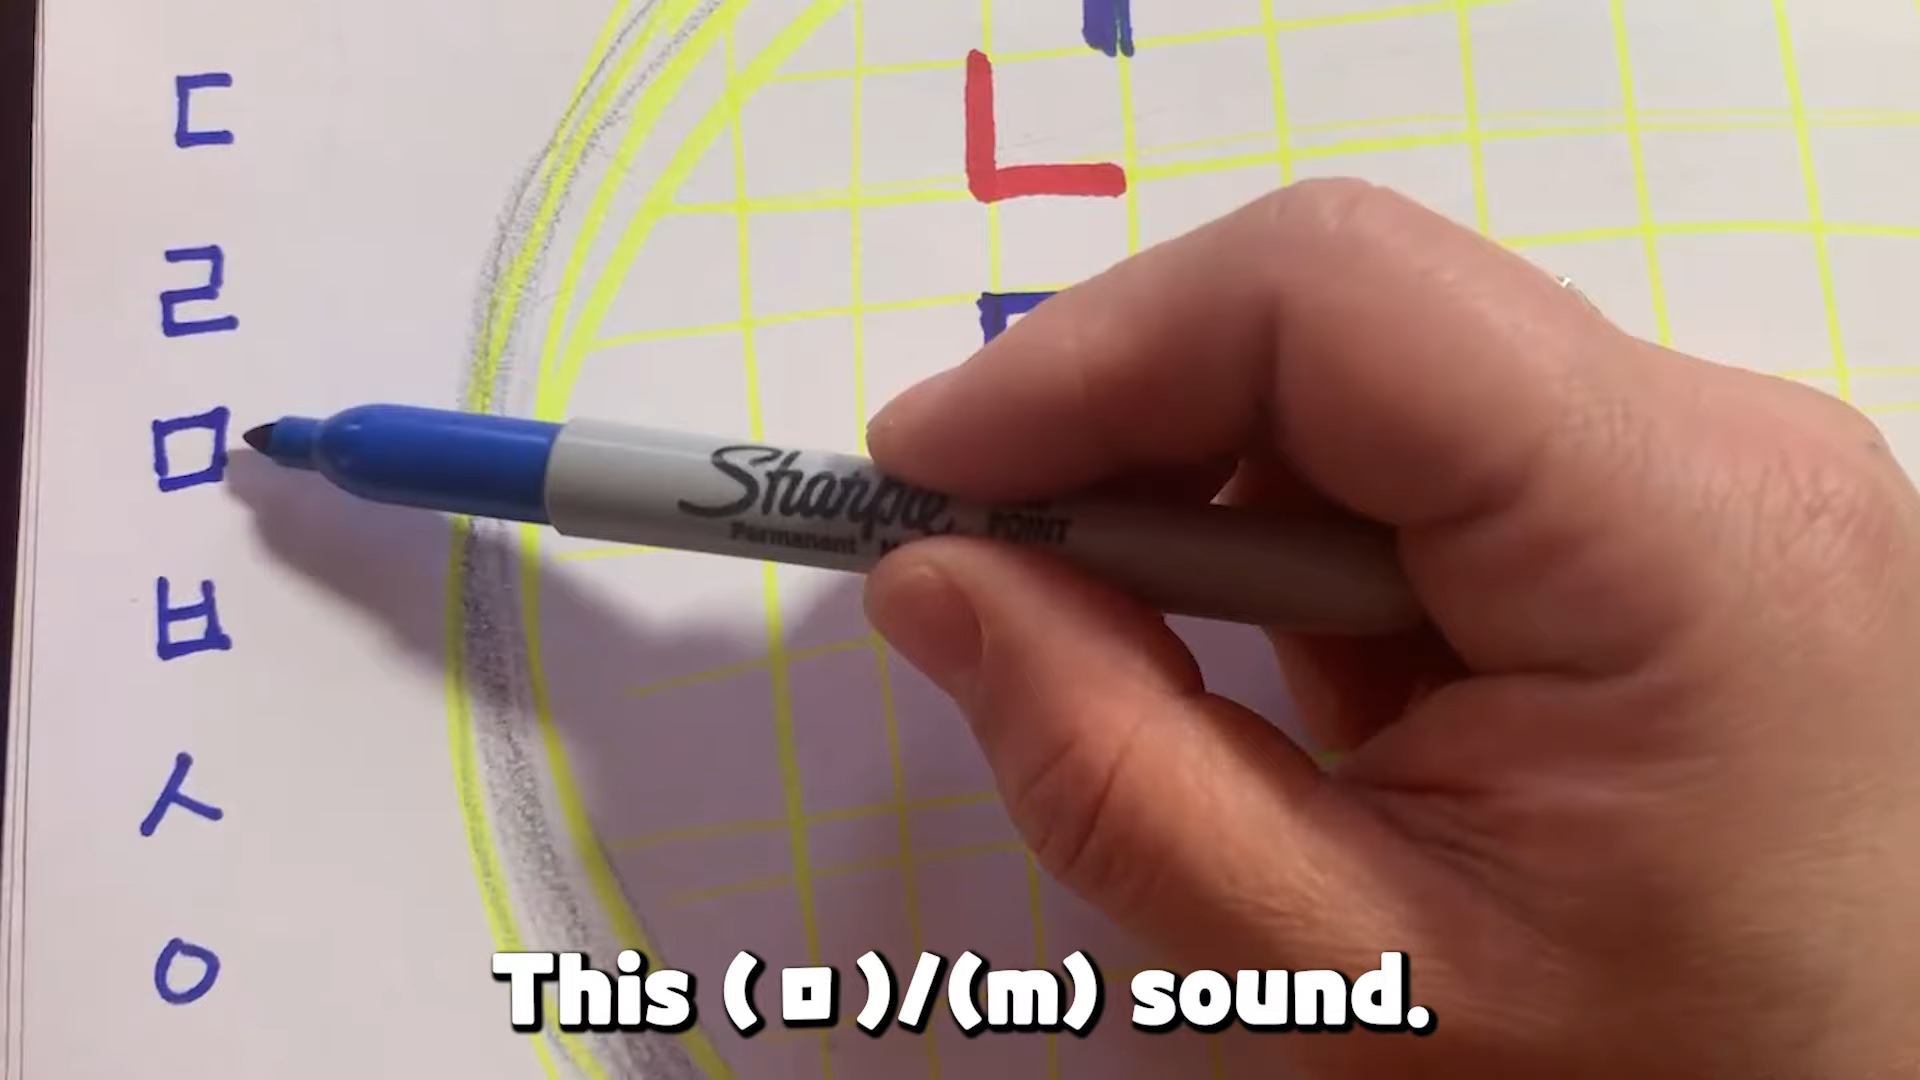 ㄷ
ㄹ
ㅁ
ㅂ
ㅅ
ㅇ
ㄴ
Sharpie
Permanent
POINT
This (ㅁ)/(m) sound.